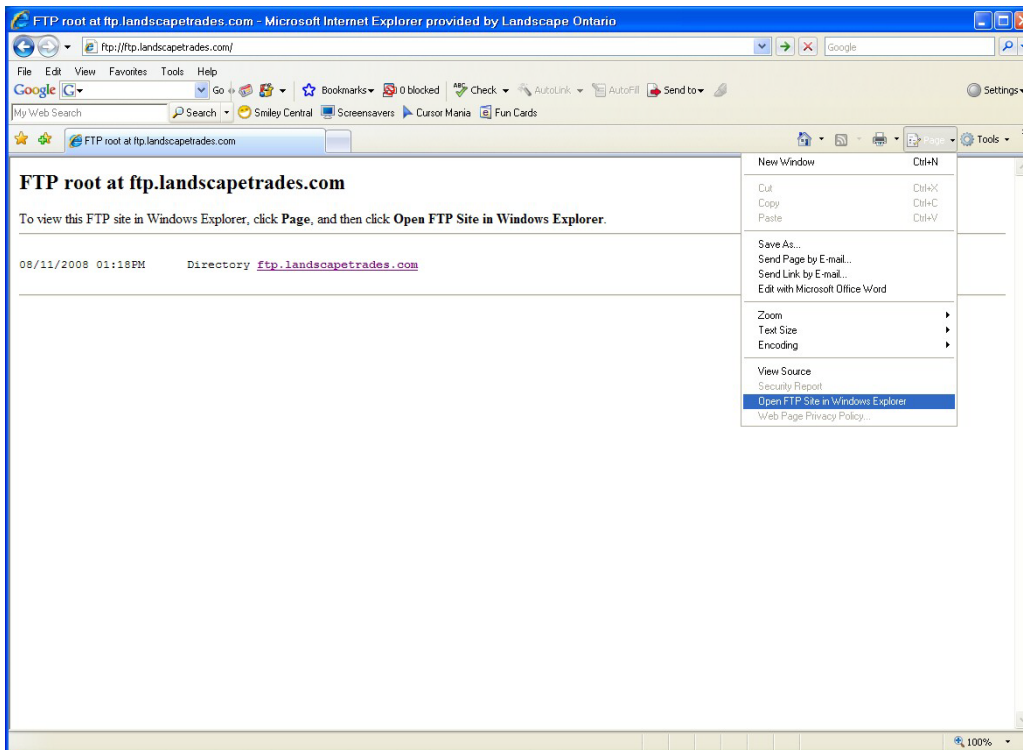 FTP root at ftp.landscapetrades.com - Microsoft Internet Explorer provided by Landscape Ontario
ftp://ftp.landscapetrades.com/
Google
File Edit View Favorites Tools Help
Google G Go Bookmarks 0 blocked ABC Check AutoLink AutoFill Send to Settings
My Web Search Search Smiley Central Screensavers Cursor Mania Fun Cards
FTP root at ftp.landscapetrades.com Page Tools
FTP root at ftp.landscapetrades.com
To view this FTP site in Windows Explorer, click Page, and then click Open FTP Site in Windows Explorer.
08/11/2008 01:18PM Directory ftp.landscapetrades.com
New Window Ctrl+N
Cut Ctrl+X
Copy Ctrl+C
Paste Ctrl+V
Save As...
Send Page by E-mail...
Send Link by E-mail...
Edit with Microsoft Office Word
Zoom
Text Size
Encoding
View Source
Security Report
Open FTP Site in Windows Explorer
Web Page Privacy Policy...
100%